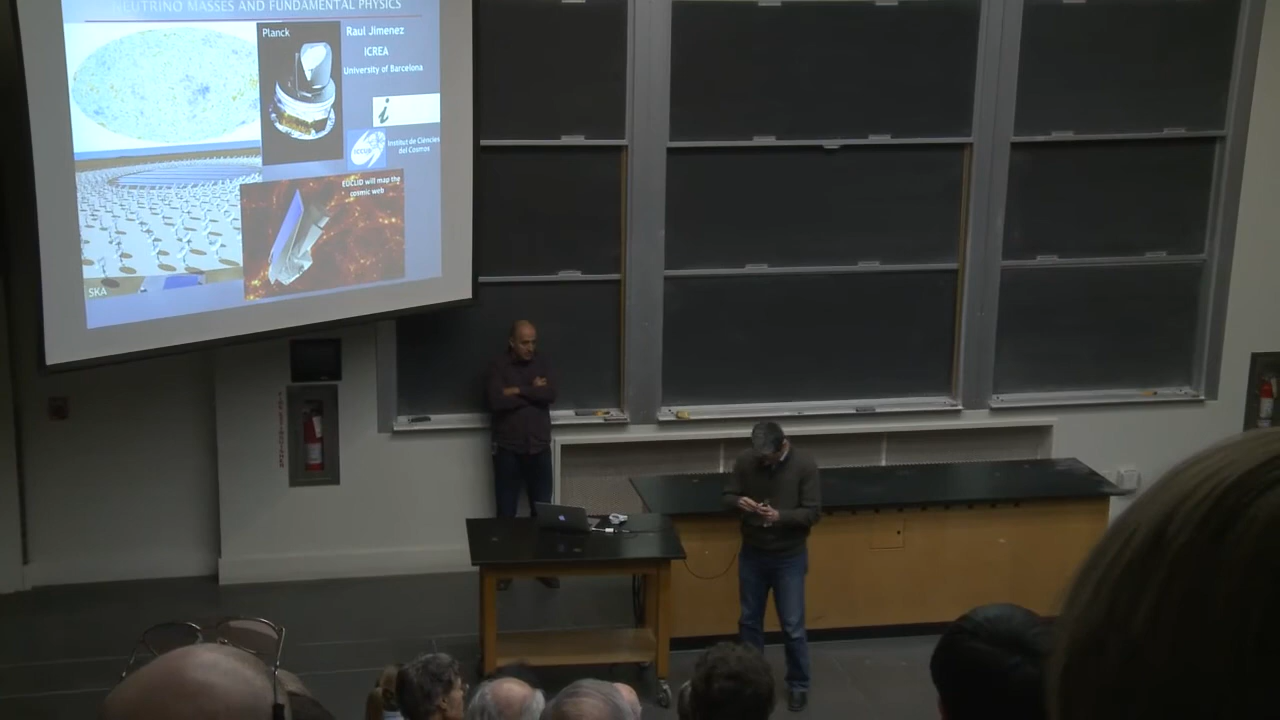 NEUTRINO MASSES AND FUNDAMENTAL PHYSICS
Planck
Raul Jimenez
ICREA
University of Barcelona
i
ICCUB
Institut de Ciències
del Cosmos
EUCLID will map the
cosmic web
SKA